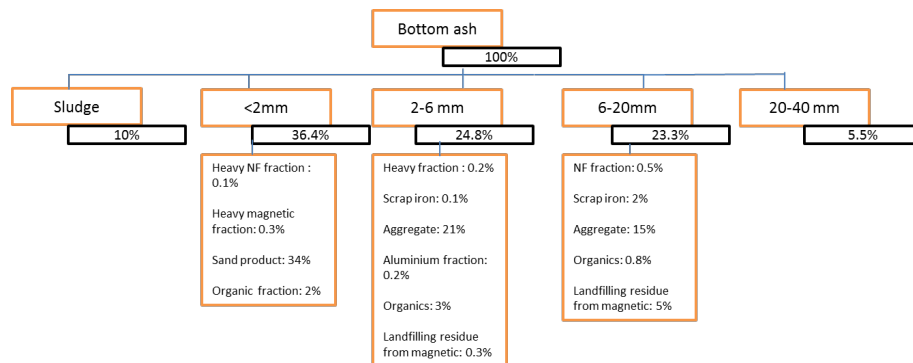 Bottom ash
100%
Sludge
10%
<2mm
36.4%
2-6 mm
24.8%
6-20mm
23.3%
20-40 mm
5.5%
Heavy NF fraction :
0.1%
Heavy magnetic
fraction: 0.3%
Sand product: 34%
Organic fraction: 2%
Heavy fraction : 0.2%
Scrap iron: 0.1%
Aggregate: 21%
Aluminium fraction:
0.2%
Organics: 3%
Landfilling residue
from magnetic: 0.3%
NF fraction: 0.5%
Scrap iron: 2%
Aggregate: 15%
Organics: 0.8%
Landfilling residue
from magnetic: 5%